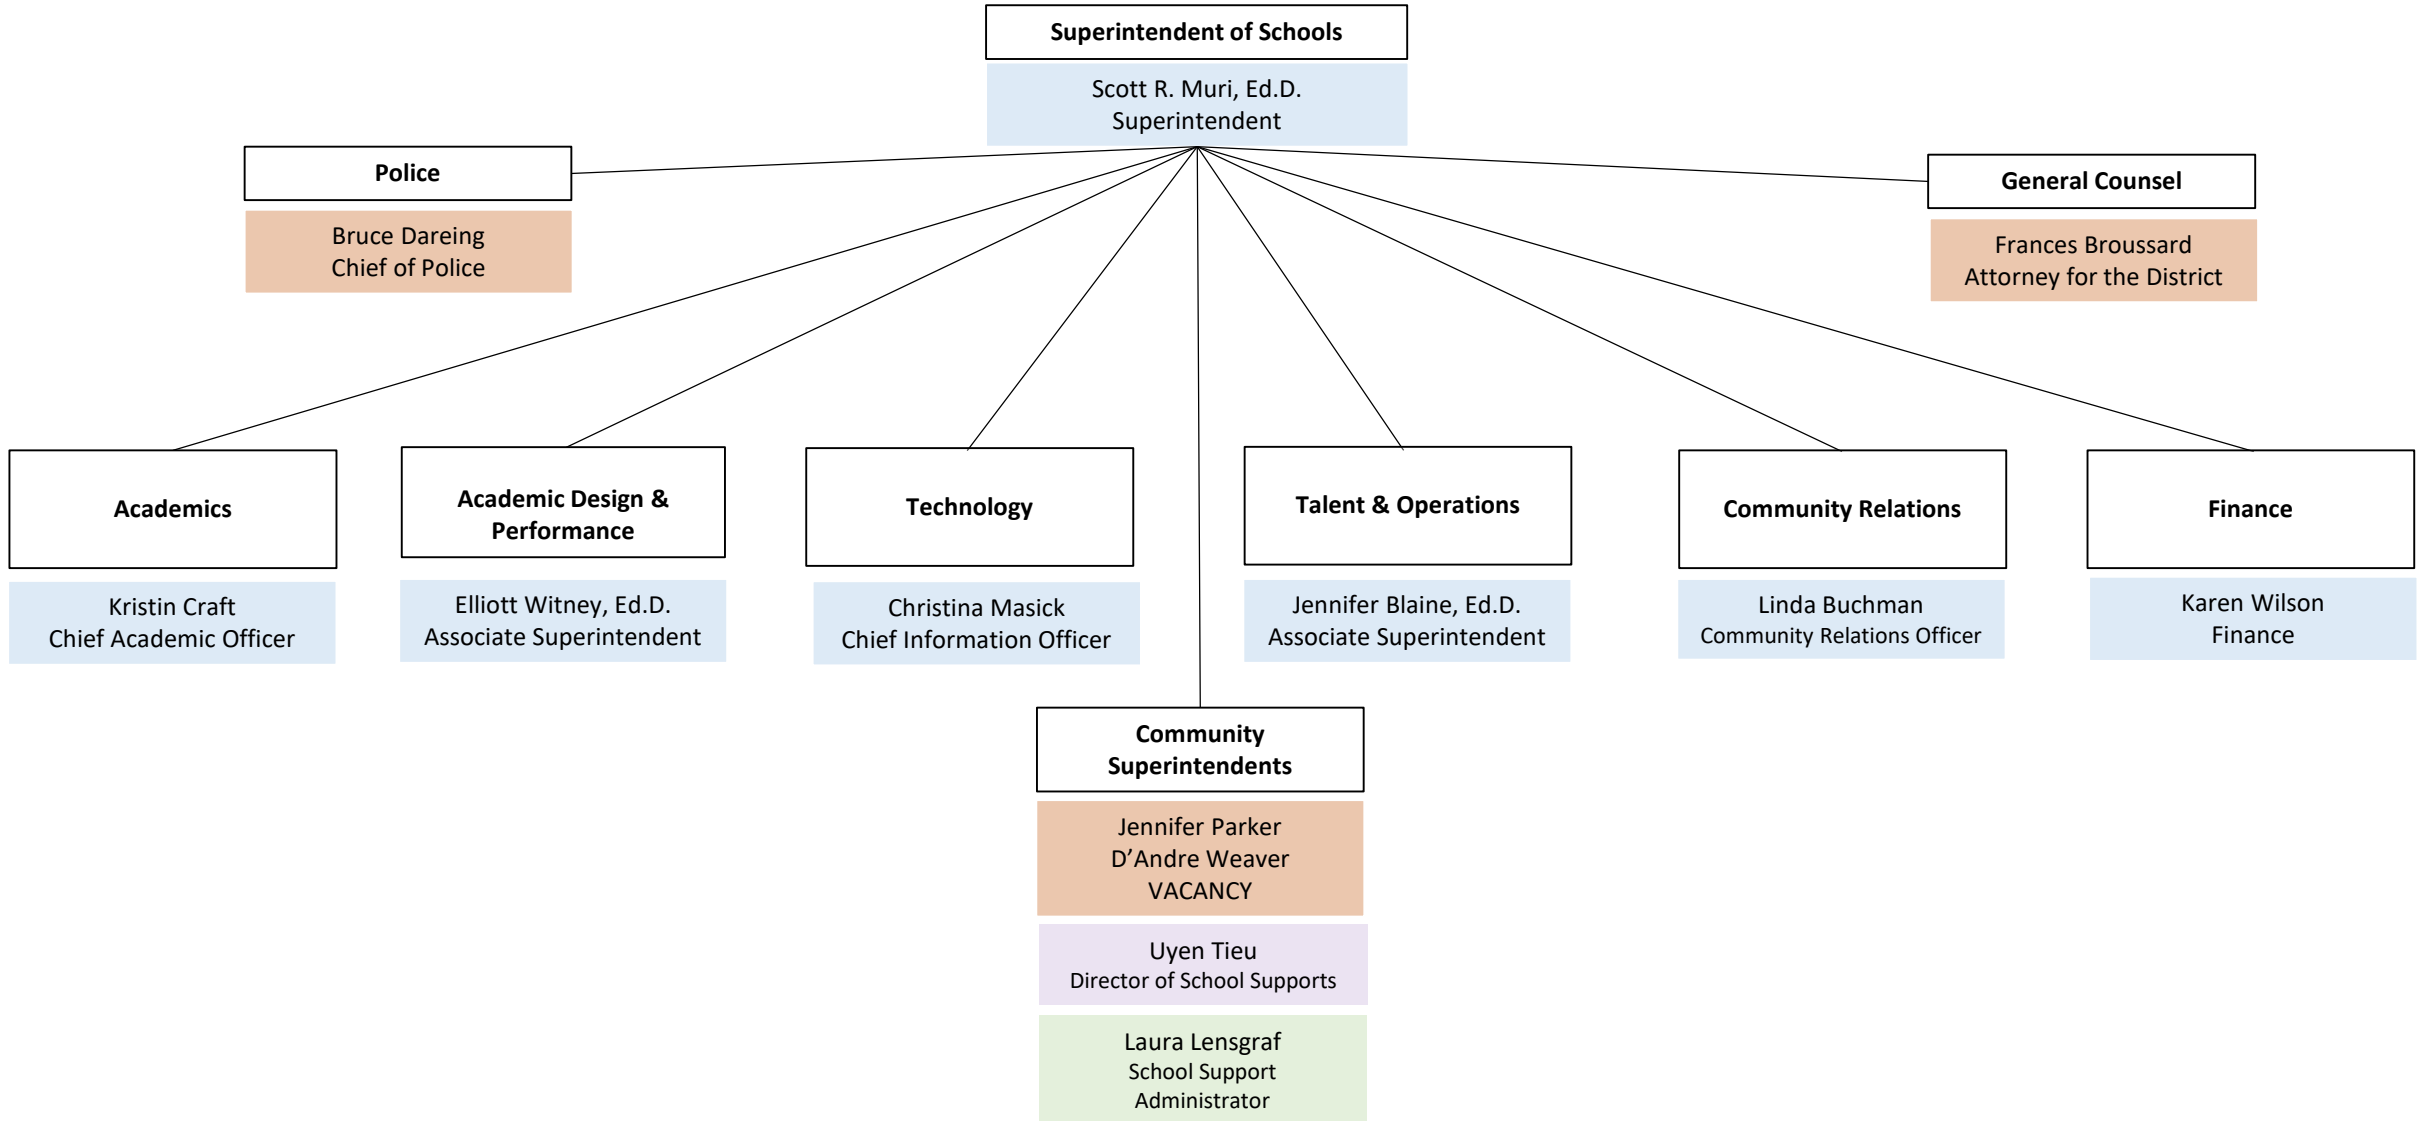 Superintendent of Schools
Scott R. Muri, Ed.D.
Superintendent
Police
Bruce Dareing
Chief of Police
General Counsel
Frances Broussard
Attorney for the District
Academics
Kristin Craft
Chief Academic Officer
Academic Design &
Performance
Elliott Witney, Ed.D.
Associate Superintendent
Technology
Christina Masick
Chief Information Officer
Talent & Operations
Jennifer Blaine, Ed.D.
Associate Superintendent
Community Relations
Linda Buchman
Community Relations Officer
Finance
Karen Wilson
Finance
Community
Superintendents
Jennifer Parker
D’Andre Weaver
VACANCY
Uyen Tieu
Director of School Supports
Laura Lensgraf
School Support
Administrator